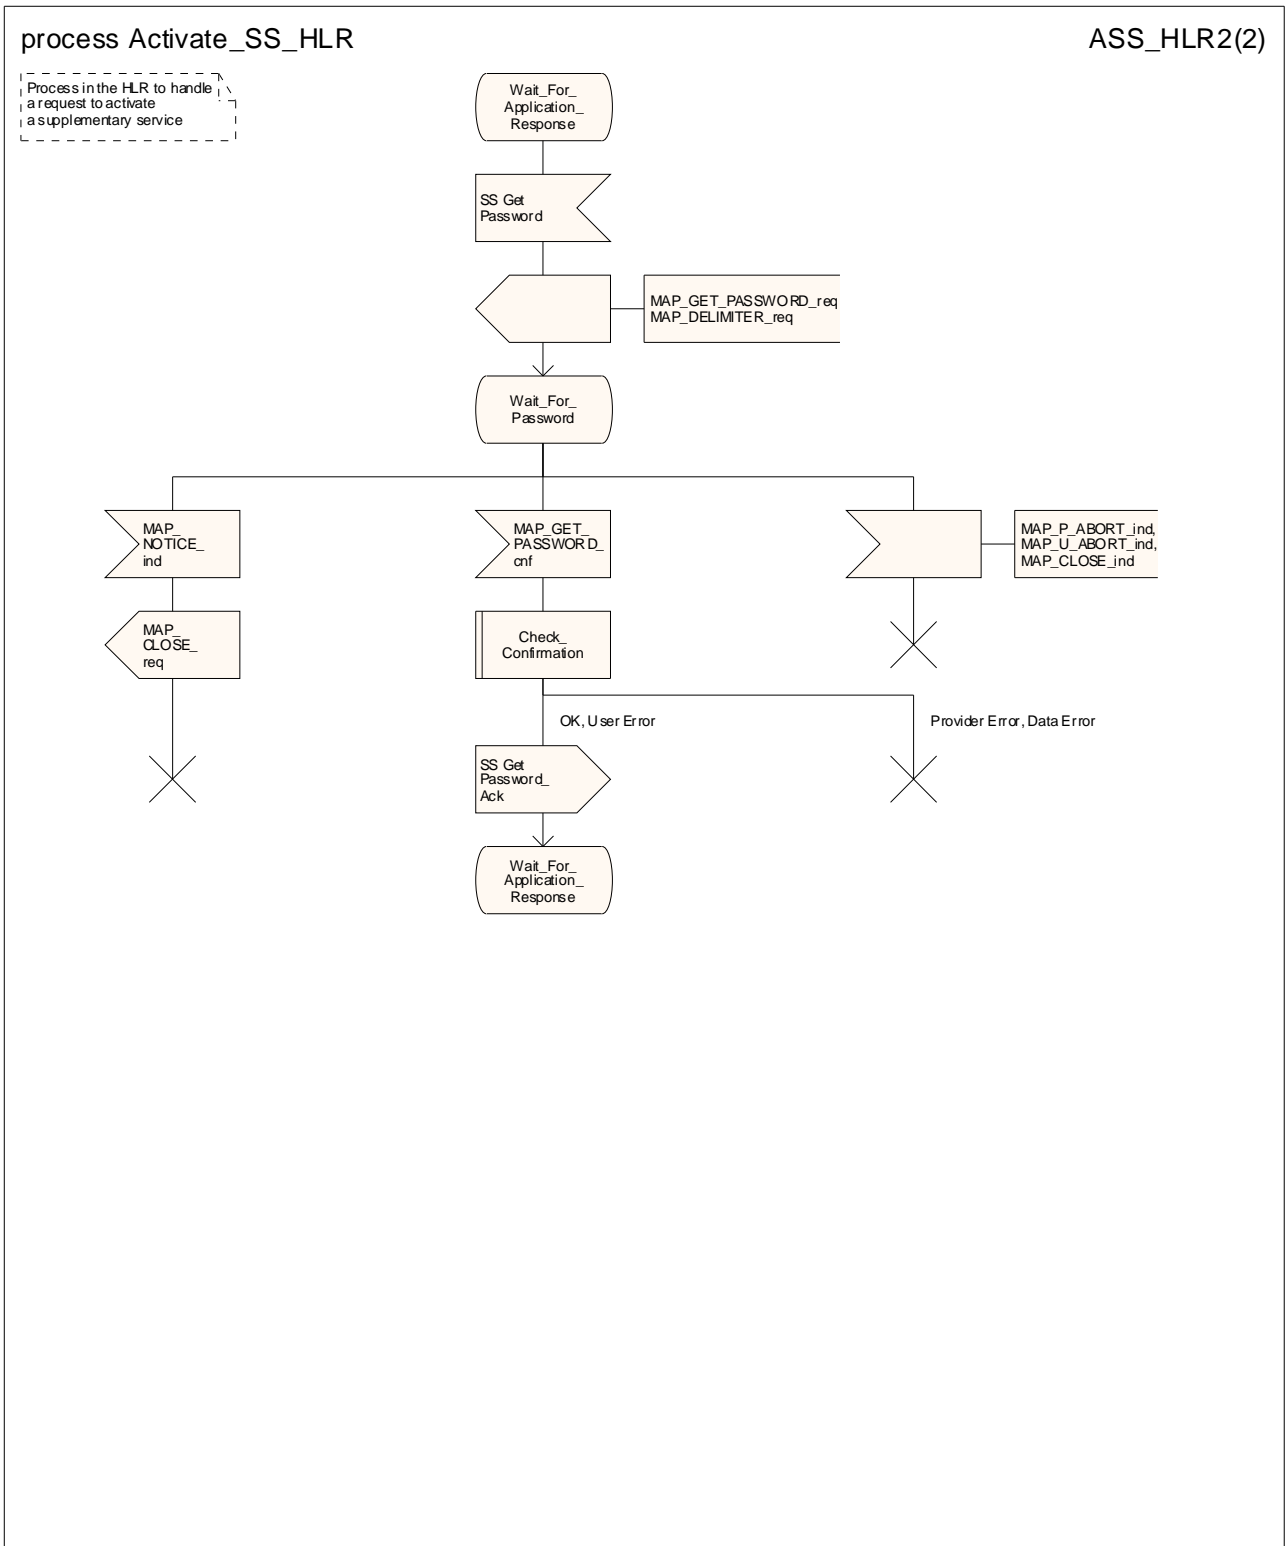 process Activate_SS_HLR
ASS_HLR2(2)
Process in the HLR to handle
a request to activate
a supplementary service
Wait_For_
Application_
Response
SS Get
Password
MAP_GET_PASSWORD_req
MAP_DELIMITER_req
Wait_For_
Password
MAP_
NOTICE_
ind
MAP_GET_
PASSWORD_
cnf
MAP_P_ABORT_ind,
MAP_U_ABORT_ind,
MAP_CLOSE_ind
MAP_
CLOSE_
req
Check_
Confirmation
OK, User Error
Provider Error, Data Error
SS Get
Password_
Ack
Wait_For_
Application_
Response